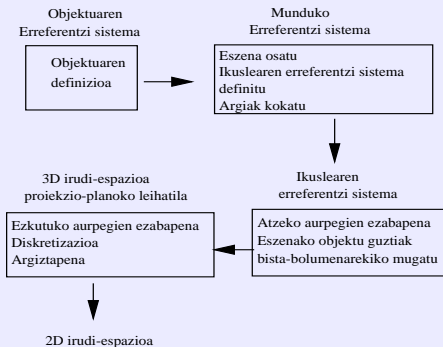 Objektuaren
Erreferentzi sistema
Objektuaren
definizioa
Munduko
Erreferentzi sistema
Eszena osatu
Ikuslearen erreferentzi sistema
definitu
Argiak kokatu
Ikuslearen
erreferentzi sistema
Atzeko aurpegien ezabapena
Eszenako objektu guztiak
bista-bolumenarekiko mugatu
3D irudi-espazioa
proiekzio-planoko leihatila
Ezkutuko aurpegien ezabapena
Diskretizazioa
Argiztapena
2D irudi-espazioa